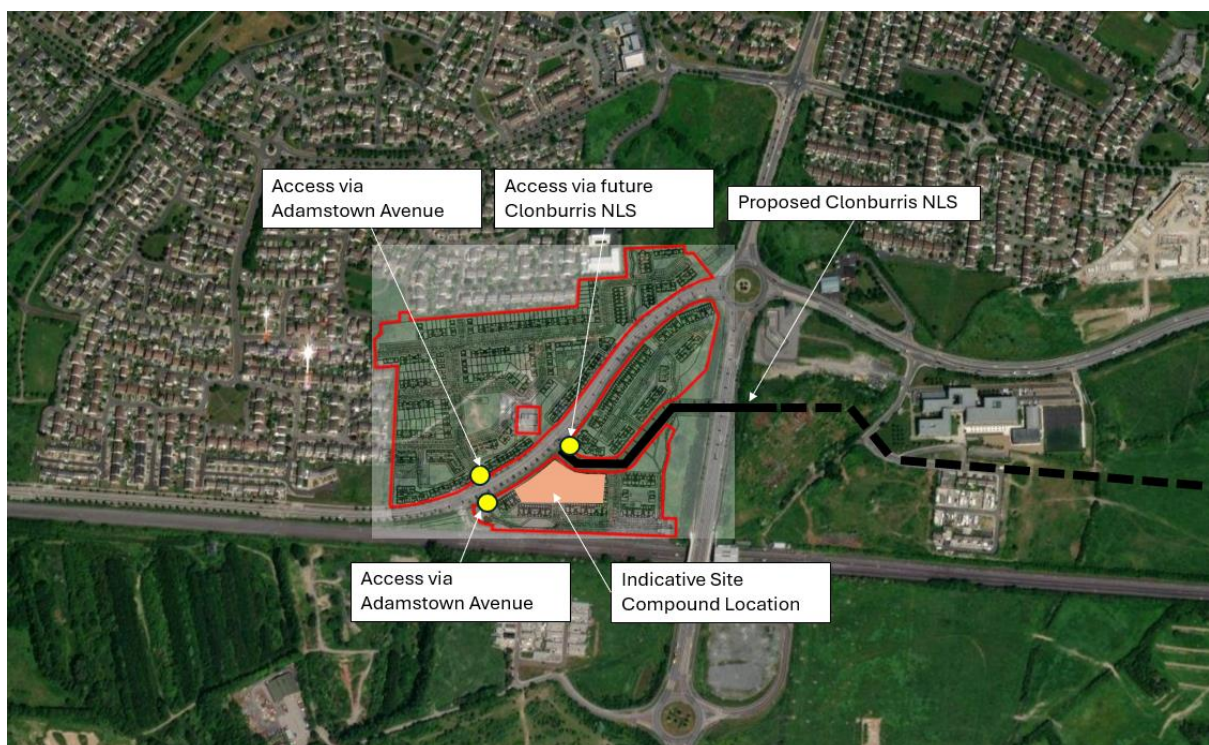 Access via
Adamstown Avenue
Access via future
Clonburris NLS
Proposed Clonburris NLS
Access via
Adamstown Avenue
Indicative Site
Compound Location